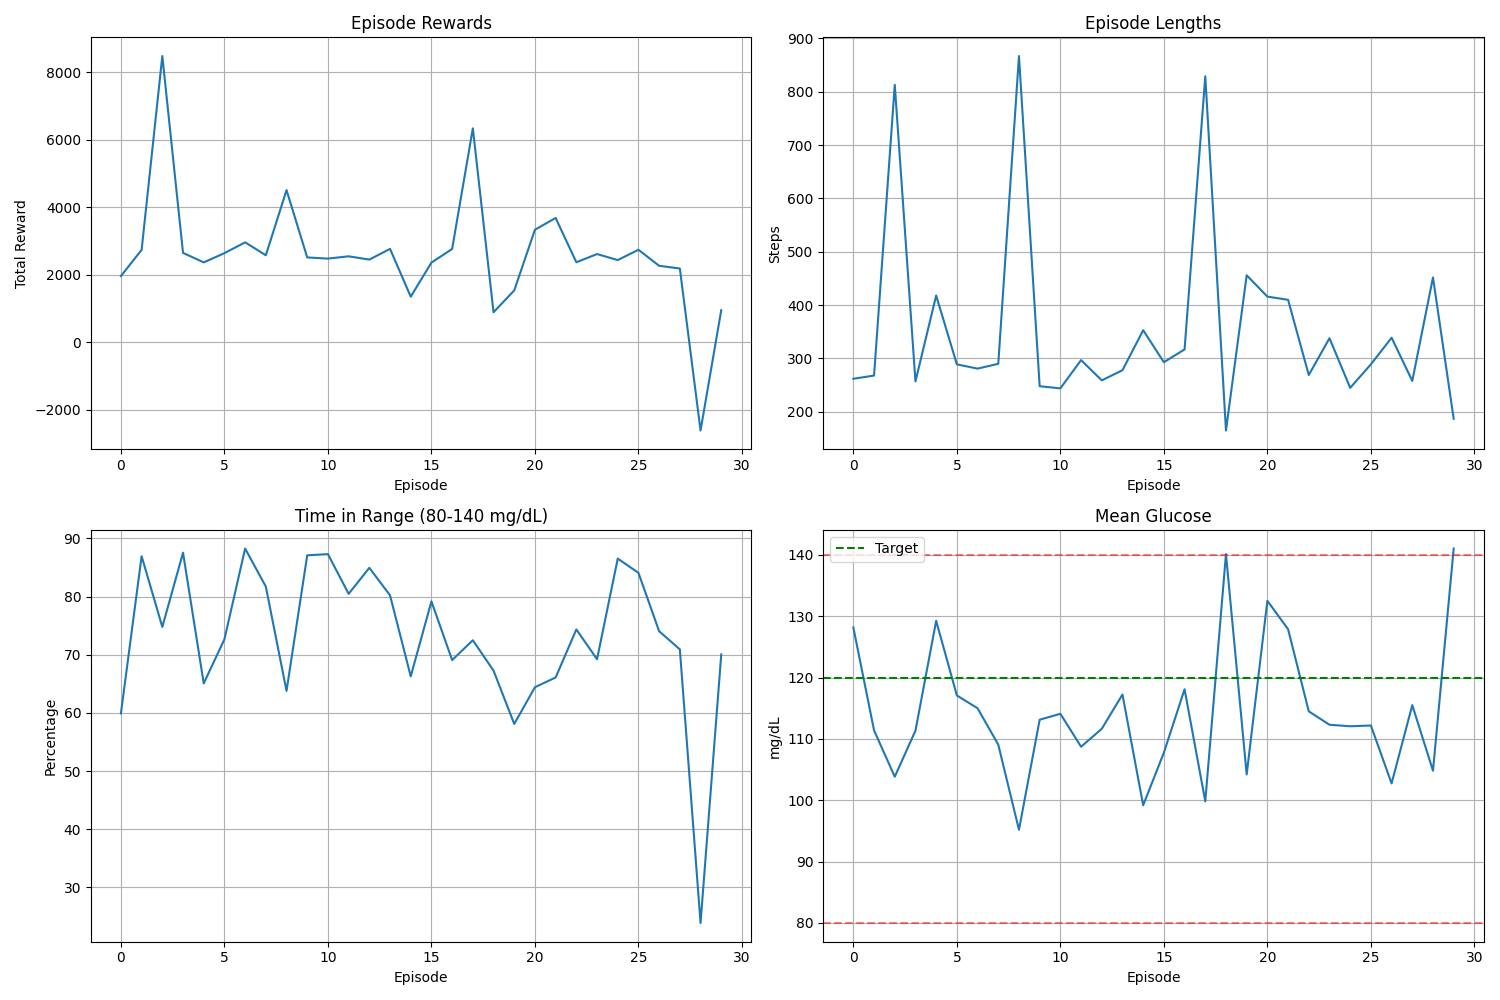 Episode Rewards
Total Reward
8000
6000
4000
2000
0
−2000
0 5 10 15 20 25 30
Episode
Episode Lengths
Steps
900
800
700
600
500
400
300
200
0 5 10 15 20 25 30
Episode
Time in Range (80-140 mg/dL)
Percentage
90
80
70
60
50
40
30
0 5 10 15 20 25 30
Episode
Mean Glucose
Target
mg/dL
140
130
120
110
100
90
80
0 5 10 15 20 25 30
Episode